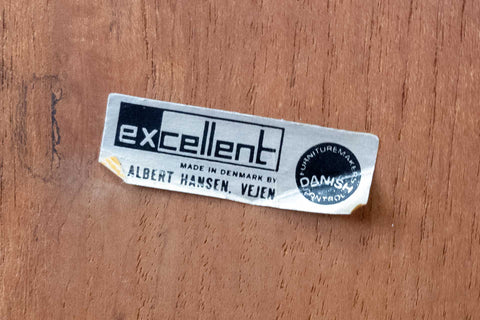 excellent
MADE IN DENMARK BY
ALBERT HANSEN, VEJEN
FURNITUREMAKERS
DANISH
CONTROL